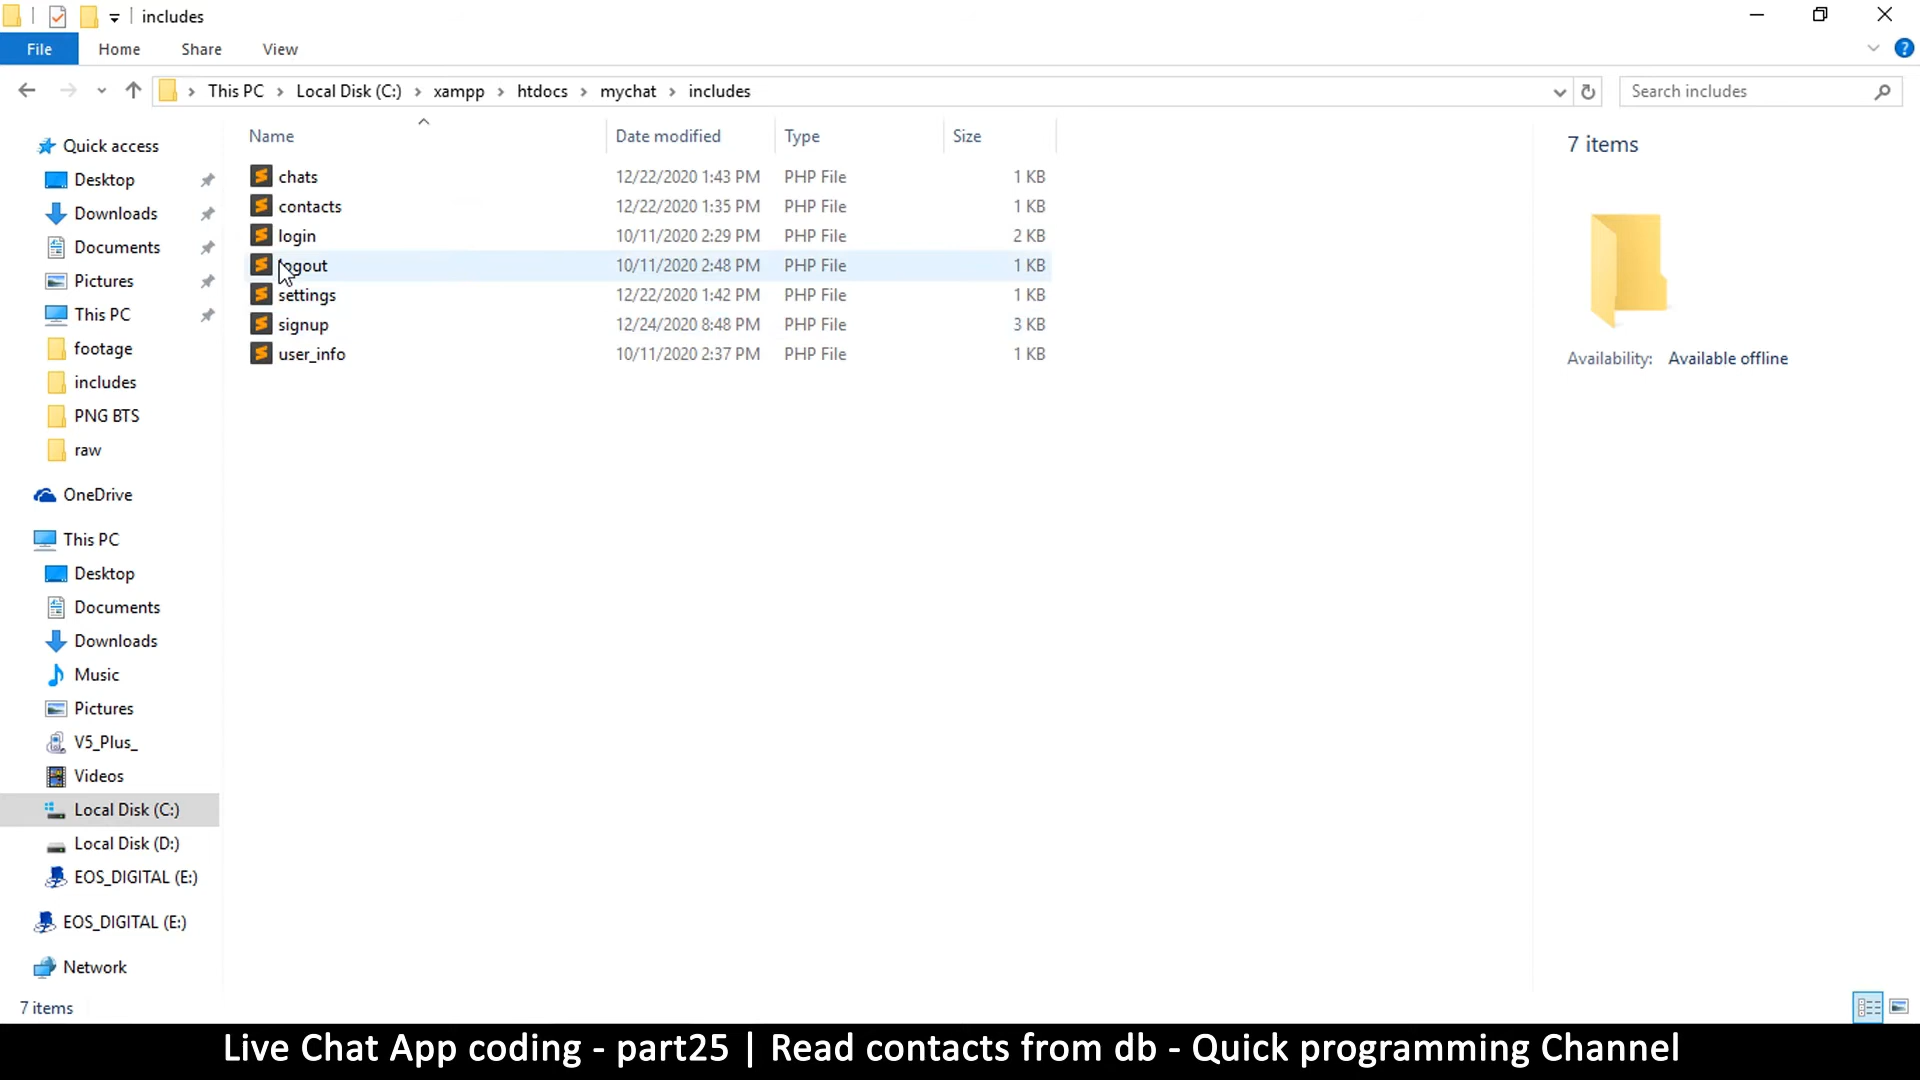 includes
File Home Share View
This PC Local Disk (C:) xampp htdocs mychat includes
Search includes
Name Date modified Type Size
chats 12/22/2020 1:43 PM PHP File 1 KB
contacts 12/22/2020 1:35 PM PHP File 1 KB
login 10/11/2020 2:29 PM PHP File 2 KB
logout 10/11/2020 2:48 PM PHP File 1 KB
settings 12/22/2020 1:42 PM PHP File 1 KB
signup 12/24/2020 8:48 PM PHP File 3 KB
user_info 10/11/2020 2:37 PM PHP File 1 KB
Quick access
Desktop
Downloads
Documents
Pictures
This PC
footage
includes
PNG BTS
raw
OneDrive
This PC
Desktop
Documents
Downloads
Music
Pictures
V5_Plus_
Videos
Local Disk (C:)
Local Disk (D:)
EOS_DIGITAL (E:)
EOS_DIGITAL (E:)
Network
7 items
Availability: Available offline
7 items
Live Chat App coding - part25 | Read contacts from db - Quick programming Channel